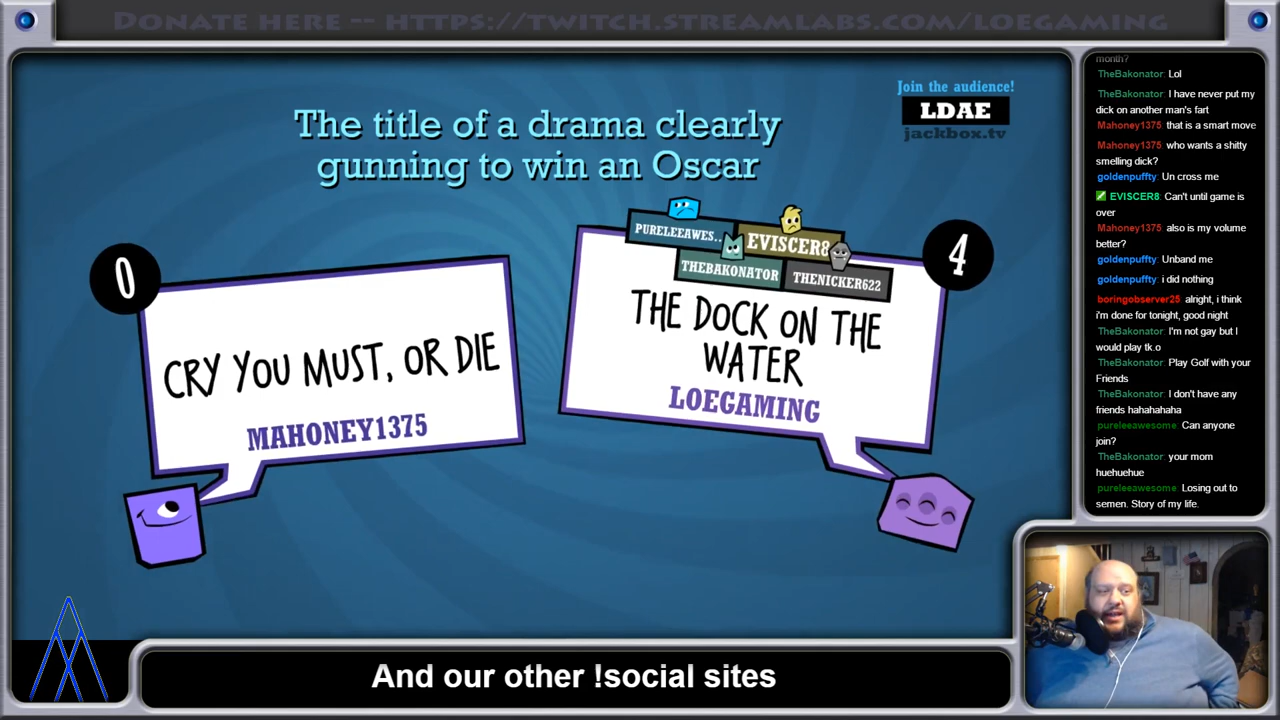 Donate here -- https://twitch.streamlabs.com/loegaming
Join the audience!
LDAE
jackbox.tv
The title of a drama clearly
gunning to win an Oscar
0
CRY YOU MUST, OR DIE
MAHONEY1375
PURELEEAWES..
EVISCER8
THEBAKONATOR
THENICKER622
4
THE DOCK ON THE
WATER
LOEGAMING
month?
TheBakonator: Lol
TheBakonator: I have never put my
dick on another man's fart
Mahoney1375: that is a smart move
Mahoney1375: who wants a shitty
smelling dick?
goldenpuffty: Un cross me
EVISCER8: Can't until game is
over
Mahoney1375: also is my volume
better?
goldenpuffty: Unband me
goldenpuffty: i did nothing
boringobserver25: alright, i think
i'm done for tonight, good night
TheBakonator: I'm not gay but I
would play tk.o
TheBakonator: Play Golf with your
Friends
TheBakonator: I don't have any
friends hahahahaha
pureleeawesome: Can anyone
join?
TheBakonator: your mom
huehuehue
pureleeawesome: Losing out to
semen. Story of my life.
And our other !social sites